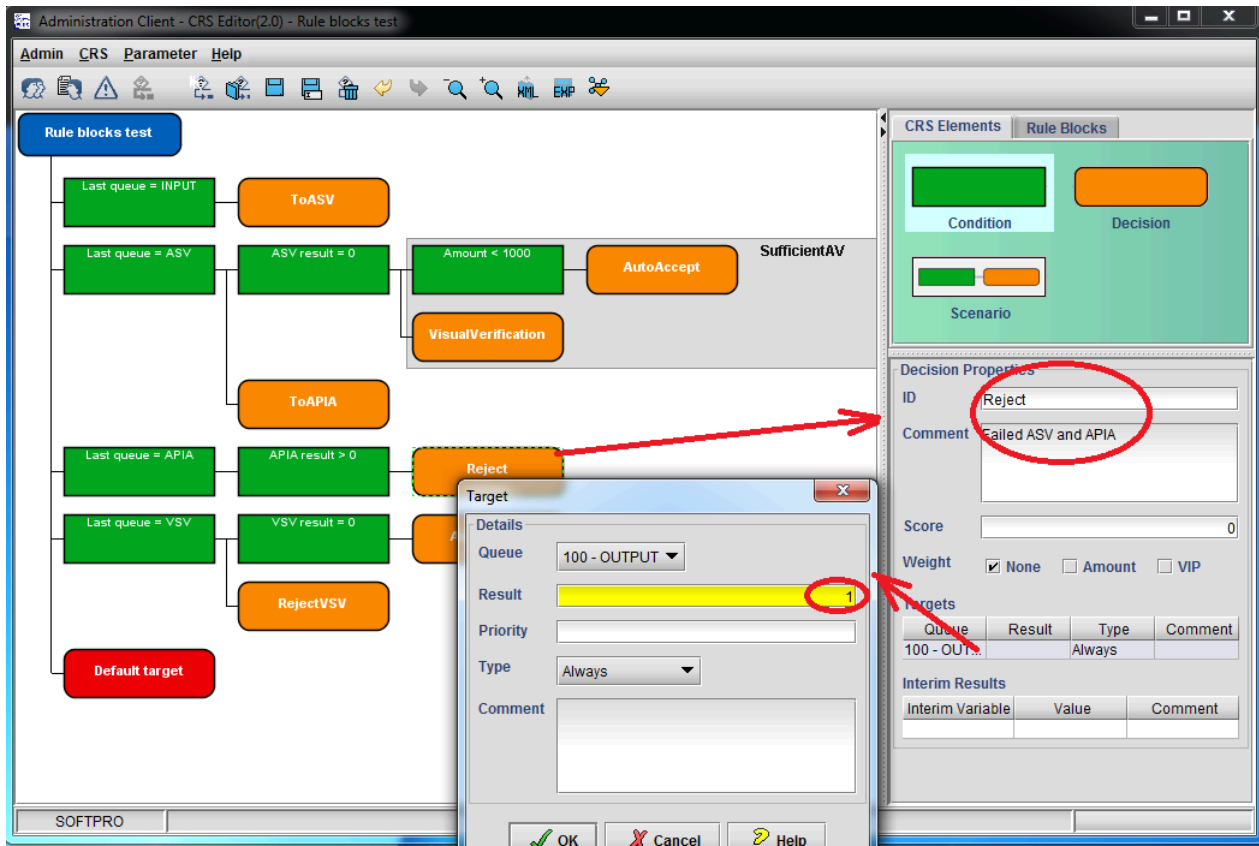 Administration Client - CRS Editor(2.0) - Rule blocks test
Admin CRS Parameter Help
XML EXP
Rule blocks test
Last queue = INPUT
ToASV
Last queue = ASV
ASV result = 0
Amount < 1000
AutoAccept
SufficientAV
VisualVerification
ToAPIA
Last queue = APIA
APIA result > 0
Reject
Last queue = VSV
VSV result = 0
RejectVSV
Default target
CRS Elements Rule Blocks
Condition
Decision
Scenario
Decision Properties
ID Reject
Comment Failed ASV and APIA
Score 0
Weight None Amount VIP
Targets
Queue Result Type Comment
100 - OUT... Always
Interim Results
Interim Variable Value Comment
Target
Details
Queue 100 - OUTPUT
Result 1
Priority
Type Always
Comment
OK Cancel Help
SOFTPRO